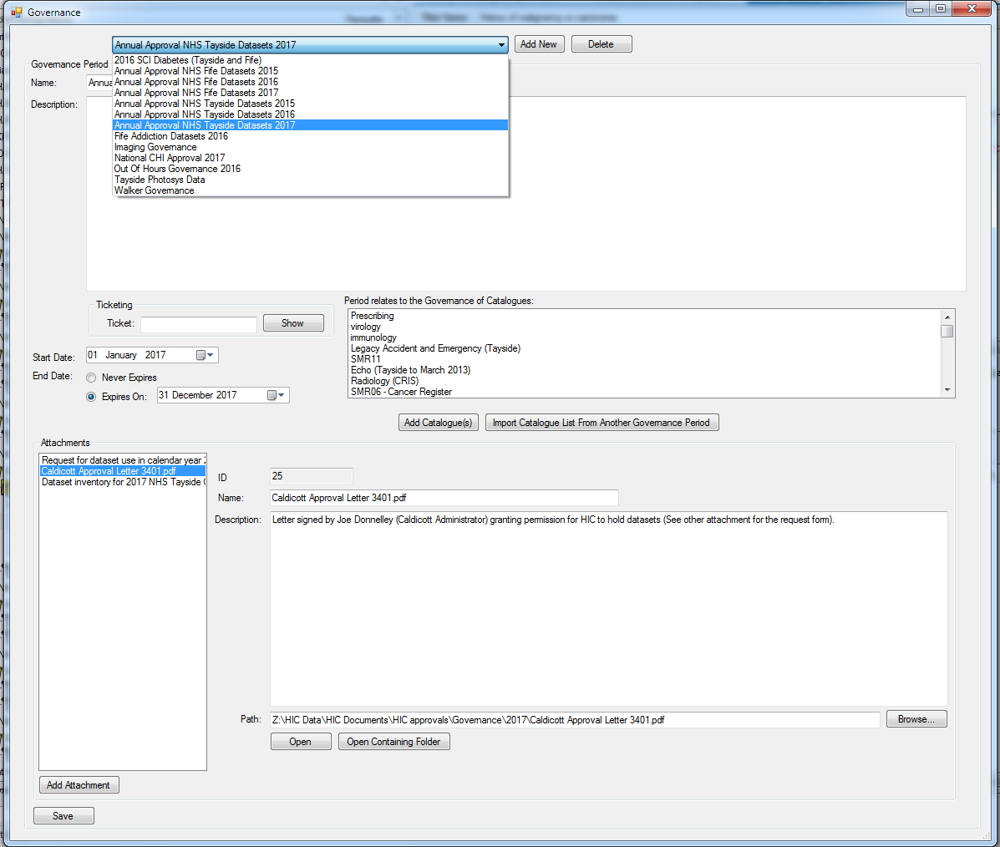 Governance
Annual Approval NHS Tayside Datasets 2017
Add New
Delete
2016 SCI Diabetes (Tayside and Fife)
Annual Approval NHS Fife Datasets 2015
Annual Approval NHS Fife Datasets 2016
Annual Approval NHS Fife Datasets 2017
Annual Approval NHS Tayside Datasets 2015
Annual Approval NHS Tayside Datasets 2016
Annual Approval NHS Tayside Datasets 2017
Fife Addiction Datasets 2016
Imaging Governance
National CHI Approval 2017
Out Of Hours Governance 2016
Tayside Photosys Data
Walker Governance
Governance Period
Name: Annua
Description:
Ticketing
Ticket:
Show
Start Date: 01 January 2017
End Date: Never Expires
Expires On: 31 December 2017
Period relates to the Governance of Catalogues:
Prescribing
virology
immunology
Legacy Accident and Emergency (Tayside)
SMR11
Echo (Tayside to March 2013)
Radiology (CRIS)
SMR06 - Cancer Register
Add Catalogue(s)
Import Catalogue List From Another Governance Period
Attachments
Request for dataset use in calendar year
Caldicott Approval Letter 3401.pdf
Dataset inventory for 2017 NHS Tayside
ID 25
Name: Caldicott Approval Letter 3401.pdf
Description: Letter signed by Joe Donnelley (Caldicott Administrator) granting permission for HIC to hold datasets (See other attachment for the request form).
Path: Z:\HIC Data\HIC Documents\HIC approvals\Governance\2017\Caldicott Approval Letter 3401.pdf
Browse...
Open
Open Containing Folder
Add Attachment
Save